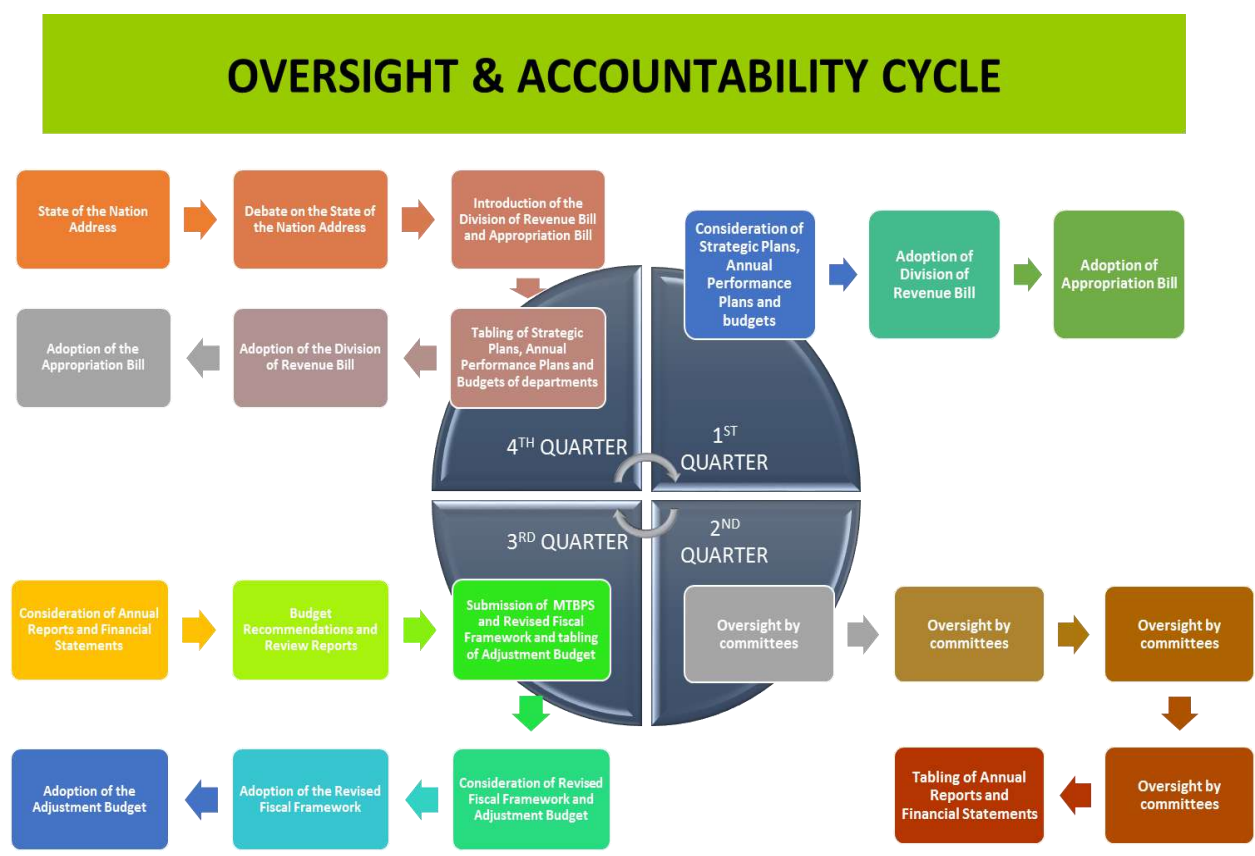 OVERSIGHT & ACCOUNTABILITY CYCLE
State of the Nation
Address
Debate on the State of
the Nation Address
Introduction of the
Division of Revenue Bill
and Appropriation Bill
Tabling of Strategic
Plans, Annual
Performance Plans and
Budgets of departments
Adoption of the Division
of Revenue Bill
Adoption of the
Appropriation Bill
4TH QUARTER
Consideration of
Strategic Plans,
Annual
Performance
Plans and
budgets
Adoption of
Division of
Revenue Bill
Adoption of
Appropriation Bill
1ST
QUARTER
2ND
QUARTER
Oversight by
committees
Oversight by
committees
Oversight by
committees
Oversight by
committees
Tabling of Annual
Reports and
Financial Statements
3RD QUARTER
Consideration of Annual
Reports and Financial
Statements
Budget
Recommendations and
Review Reports
Submission of MTBPS
and Revised Fiscal
Framework and tabling
of Adjustment Budget
Consideration of Revised
Fiscal Framework and
Adjustment Budget
Adoption of the Revised
Fiscal Framework
Adoption of the
Adjustment Budget